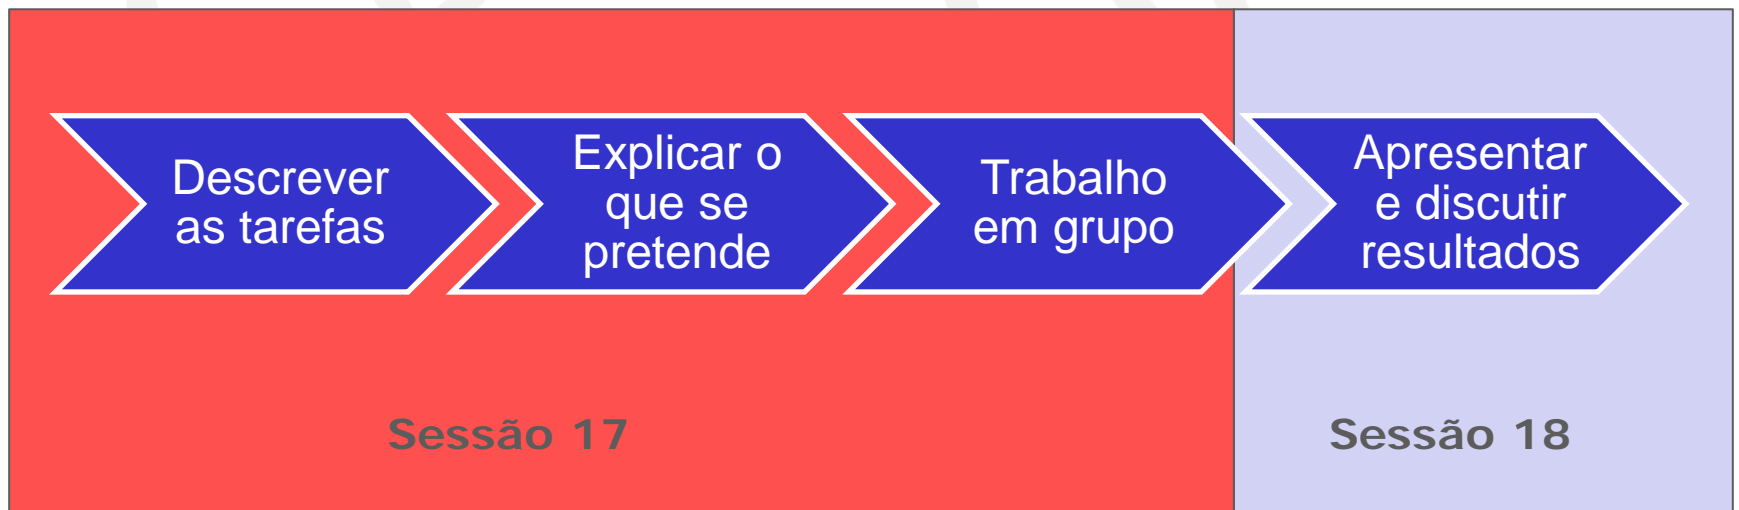 Descrever
as tarefas
Explicar o
que se
pretende
Trabalho
em grupo
Apresentar
e discutir
resultados
Sessão 17
Sessão 18